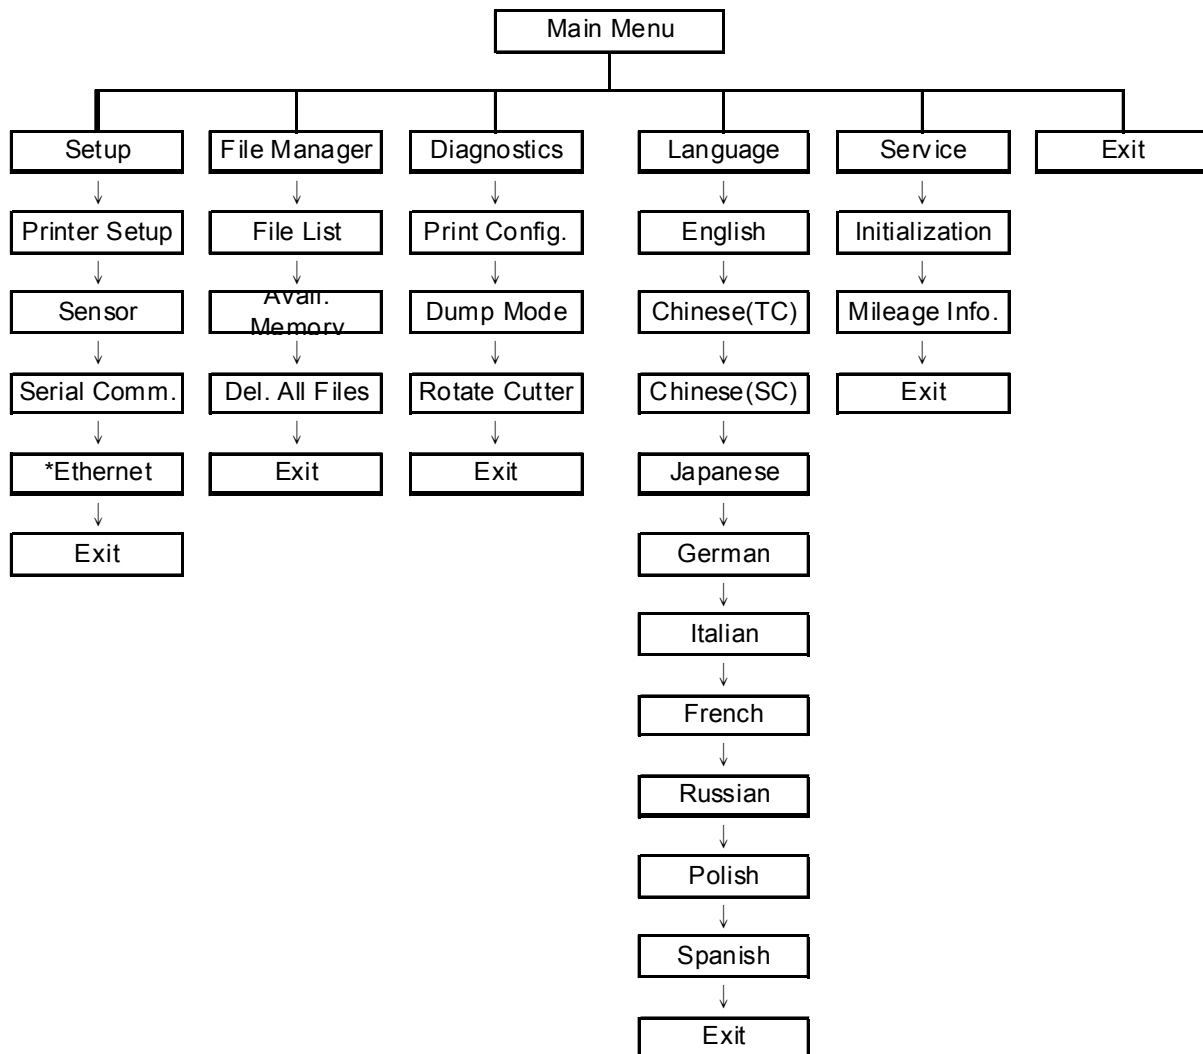 Main Menu
Setup
File Manager
Diagnostics
Language
Service
Exit
Printer Setup
File List
Print Config.
English
Initialization
Sensor
Avail.
Memory
Dump Mode
Chinese(TC)
Mileage Info.
Serial Comm.
Del. All Files
Rotate Cutter
Chinese(SC)
Exit
*Ethernet
Exit
Exit
Japanese
Exit
German
Italian
French
Russian
Polish
Spanish
Exit